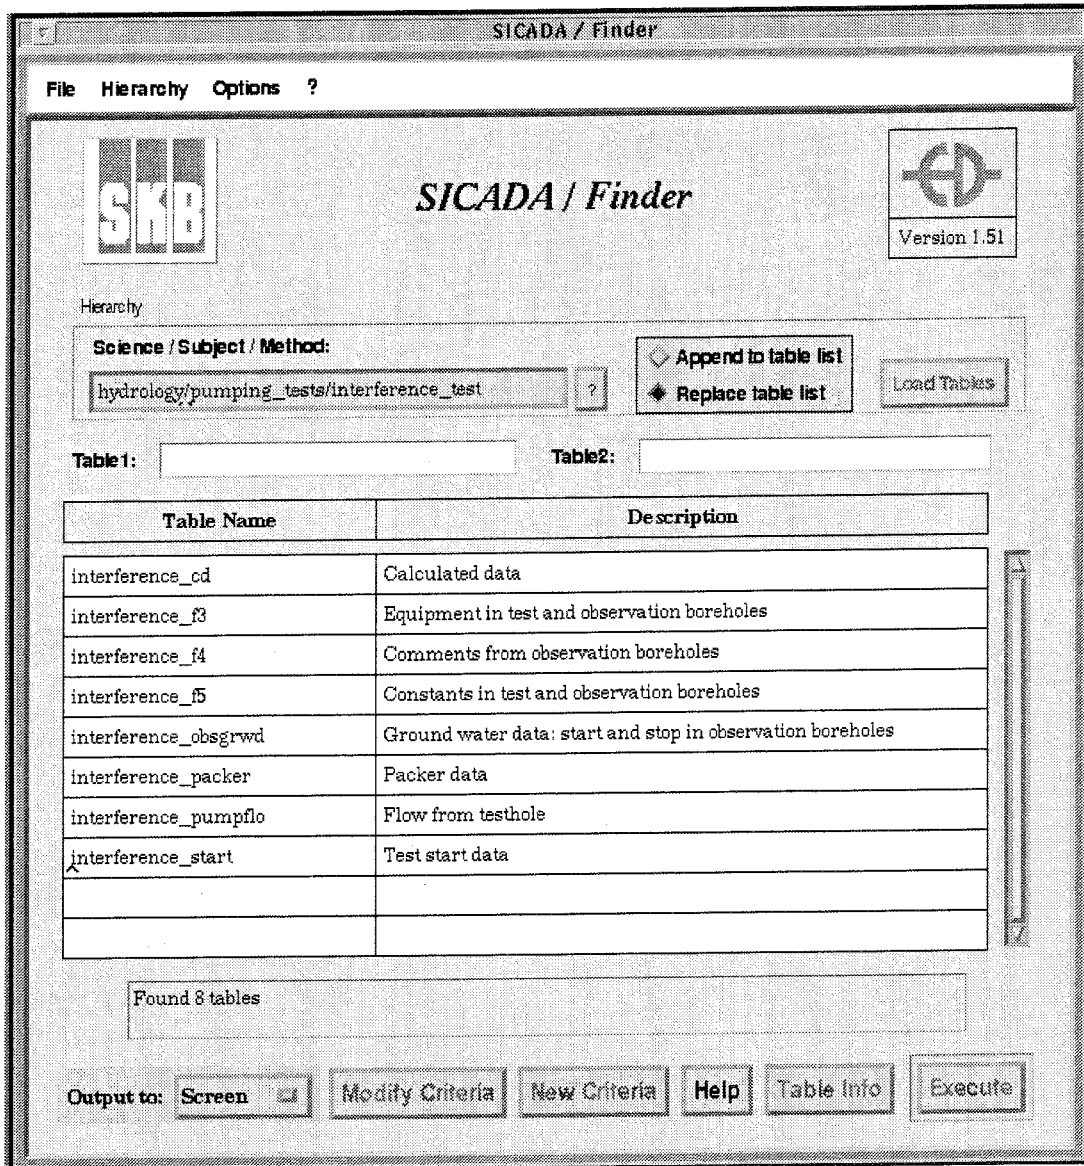 SICADA / Finder
File Hierarchy Options ?
SKB
SICADA / Finder
ED
Version 1.51
Hierarchy
Science / Subject / Method:
hydrology/pumping_tests/interference_test ?
Append to table list
Replace table list
Load Tables
Table1: Table2:
Table Name Description
interference_cd Calculated data
interference_f3 Equipment in test and observation boreholes
interference_f4 Comments from observation boreholes
interference_f5 Constants in test and observation boreholes
interference_obsgrwd Ground water data: start and stop in observation boreholes
interference_packer Packer data
interference_pumpflo Flow from testhole
interference_start Test start data
Found 8 tables
Output to: Screen Modify Criteria New Criteria Help Table Info Execute